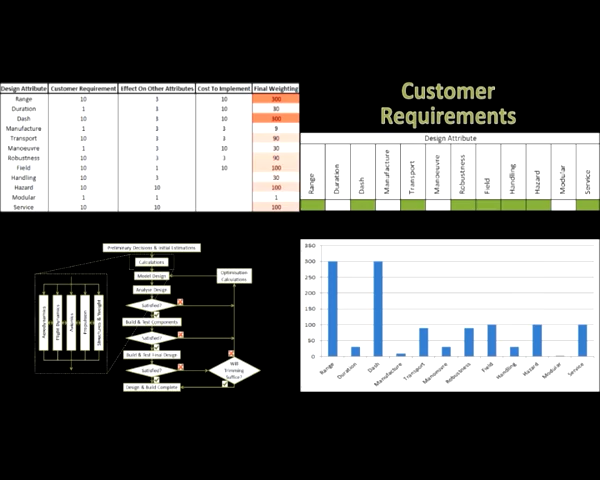 Design Attribute Customer Requirement Effect On Other Attributes Cost To Implement Final Weighting
Range 10 3 10 300
Duration 1 3 10 30
Dash 10 3 10 300
Manufacture 1 3 3 9
Transport 10 3 3 90
Manoeuvre 1 3 10 30
Robustness 10 3 3 90
Field 10 1 10 100
Handling 10 3 30
Hazard 10 10 100
Modular 1 1 1
Service 10 10 100
Customer
Requirements
Design Attribute
Range
Duration
Dash
Manufacture
Transport
Manoeuvre
Robustness
Field
Handling
Hazard
Modular
Service
Preliminary Decisions & Initial Estimations
Calculations
Model Design
Analyse Design
Satisfied?
Build & Test Components
Satisfied?
Build & Test Final Design
Satisfied?
Design & Build Complete
Optimisation
Calculations
Will
Trimming
Suffice?
Aerodynamics
Flight Dynamics
Avionics
Propulsion
Structures & Weight
350
300
250
200
150
100
50
0
Range
Duration
Dash
Manufacture
Transport
Manoeuvre
Robustness
Field
Handling
Hazard
Modular
Service